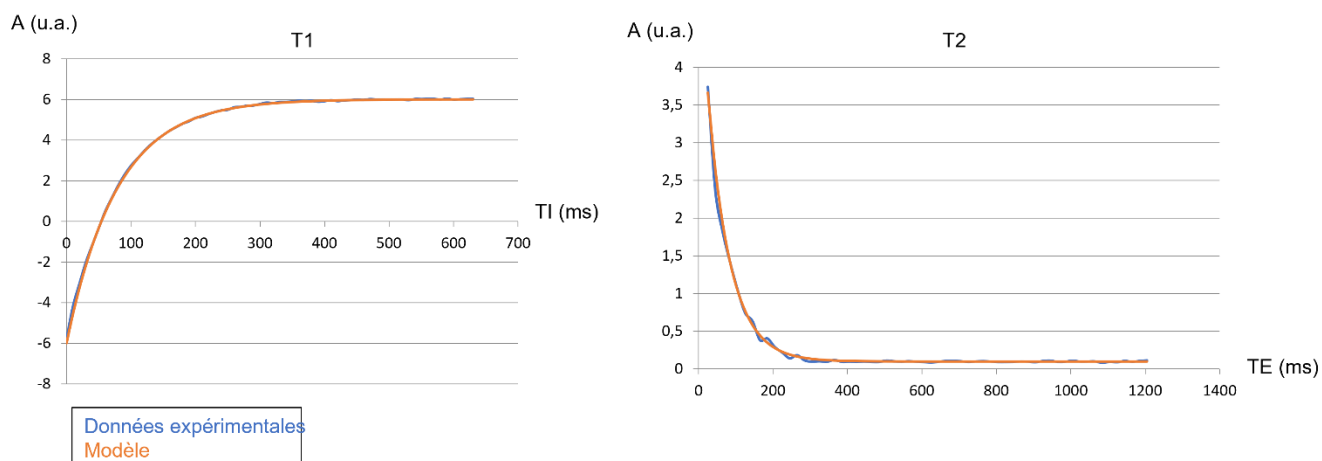 A (u.a.)
T1
8
6
4
2
0
-2
-4
-6
-8
0 100 200 300 400 500 600 700
TI (ms)
Données expérimentales
Modèle
A (u.a.)
T2
4
3,5
3
2,5
2
1,5
1
0,5
0
0 200 400 600 800 1000 1200 1400
TE (ms)